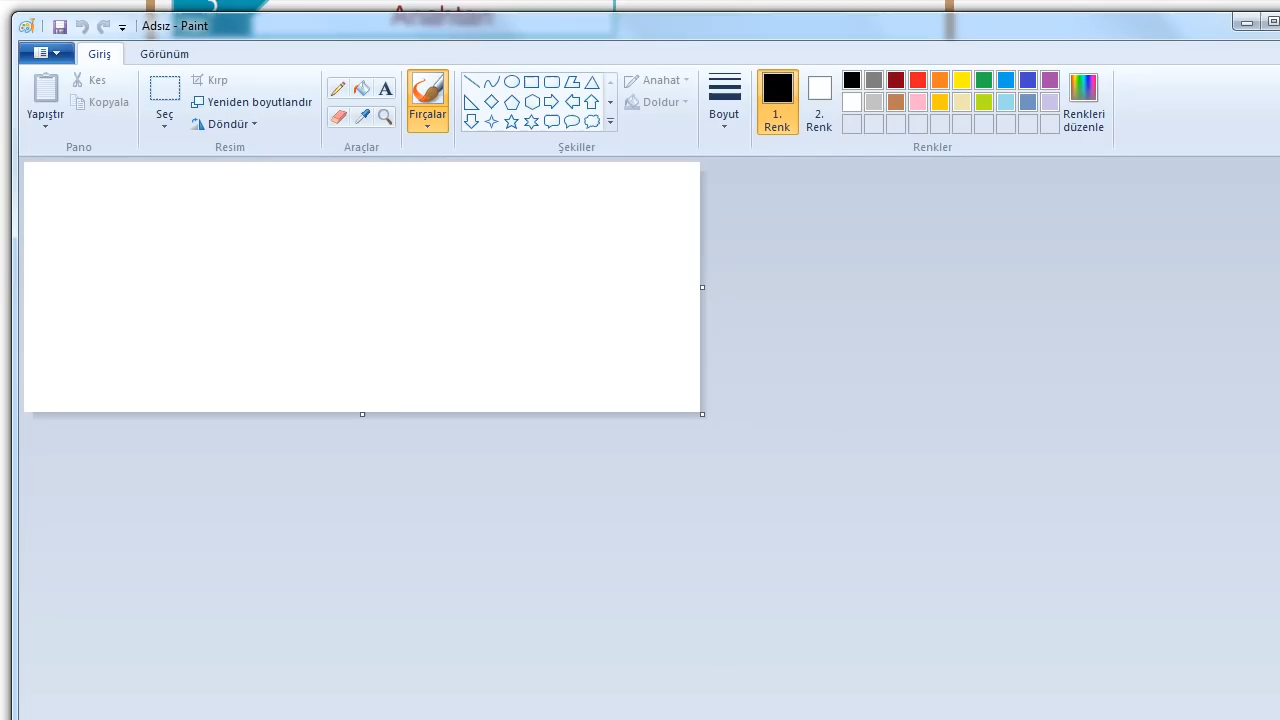 Anahtarı
Adsız - Paint
Giriş Görünüm
Yapıştır
Kes
Kopyala
Pano
Seç
Kırp
Yeniden boyutlandır
Döndür
Resim
Araçlar
Fırçalar
Şekiller
Anahat
Doldur
Boyut
1.
Renk
2.
Renk
Renkler
Renkleri
düzenle